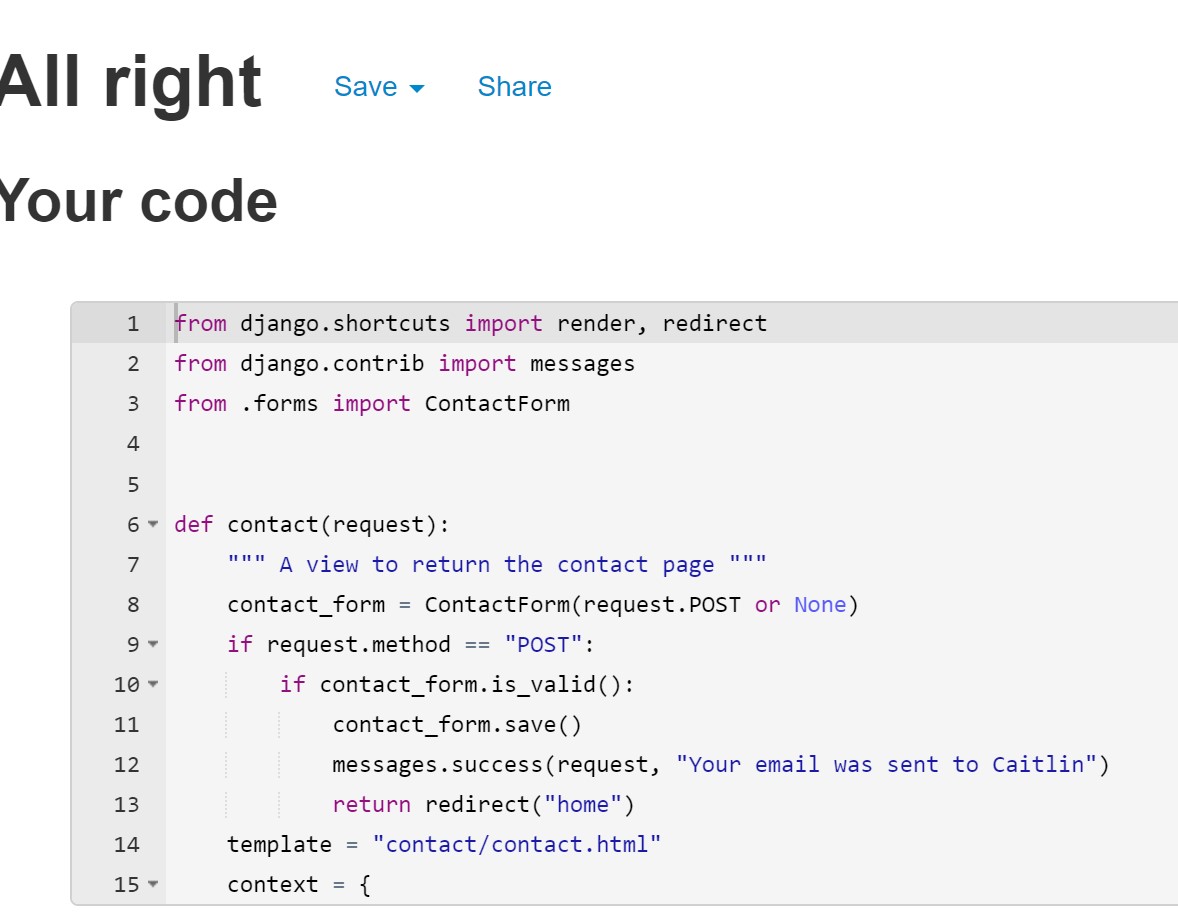 All right Save Share
Your code
1 from django.shortcuts import render, redirect
2 from django.contrib import messages
3 from .forms import ContactForm
4
5
6 def contact(request):
7     """ A view to return the contact page """
8     contact_form = ContactForm(request.POST or None)
9     if request.method == "POST":
10         if contact_form.is_valid():
11             contact_form.save()
12             messages.success(request, "Your email was sent to Caitlin")
13             return redirect("home")
14     template = "contact/contact.html"
15     context = {